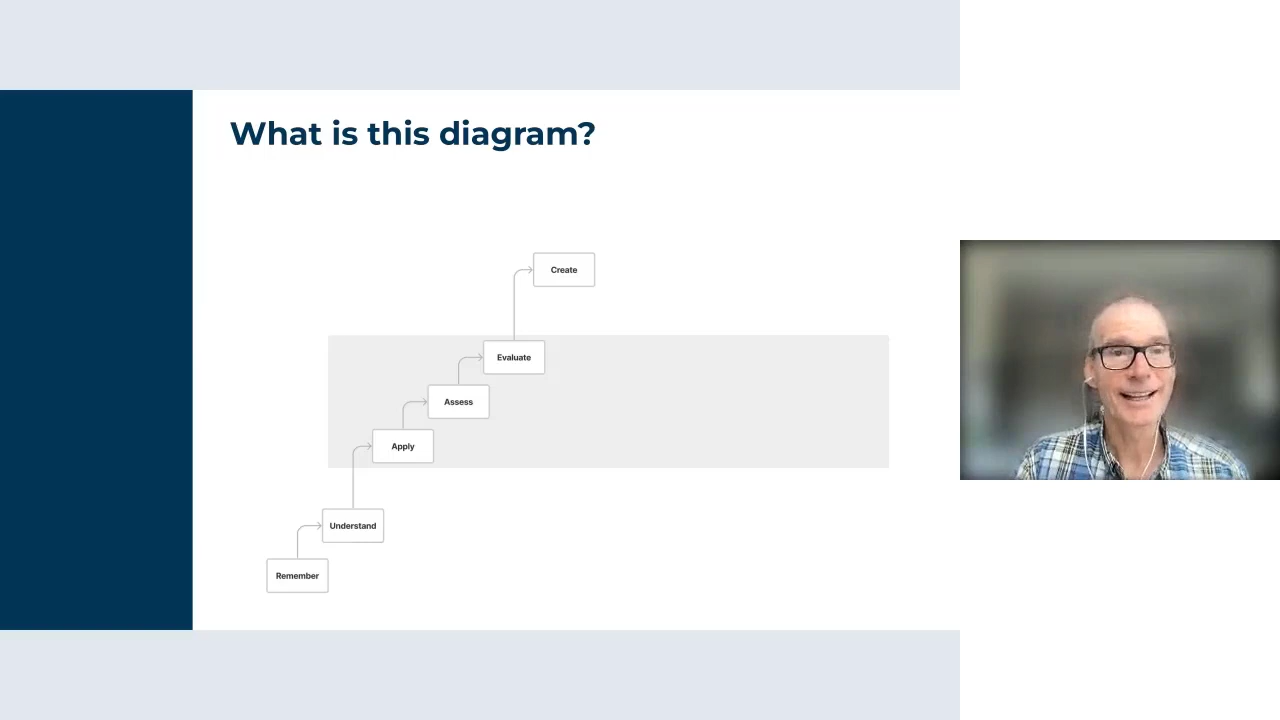 What is this diagram?
Create
Evaluate
Assess
Apply
Understand
Remember